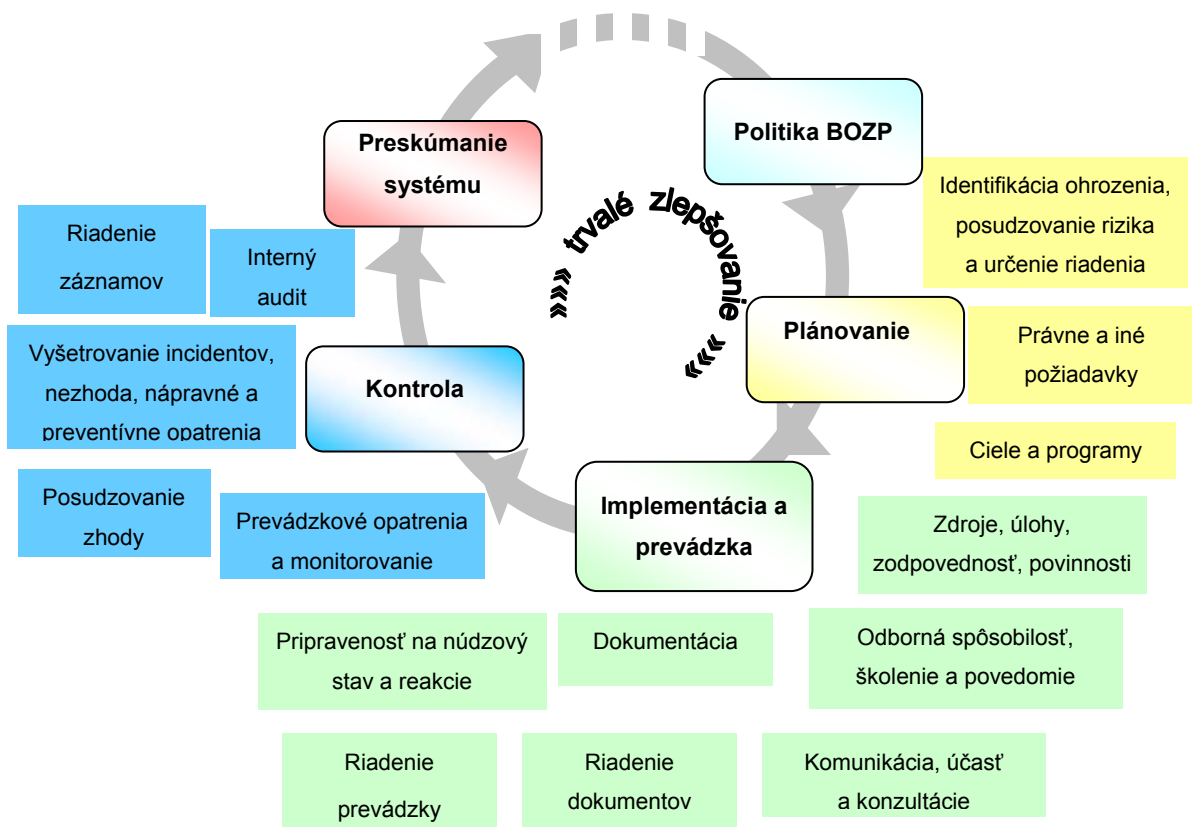 Preskúmanie
systému
Politika BOZP
trvalé zlepšovanie
Identifikácia ohrozenia,
posudzovanie rizika
a určenie riadenia
Plánovanie
Právne a iné
požiadavky
Ciele a programy
Riadenie
záznamov
Interný
audit
Vyšetrovanie incidentov,
nezhoda, nápravné a
preventívne opatrenia
Kontrola
Posudzovanie
zhody
Prevádzkové opatrenia
a monitorovanie
Implementácia a
prevádzka
Zdroje, úlohy,
zodpovednosť, povinnosti
Pripravenosť na núdzový
stav a reakcie
Dokumentácia
Odborná spôsobilosť,
školenie a povedomie
Riadenie
prevádzky
Riadenie
dokumentov
Komunikácia, účasť
a konzultácie